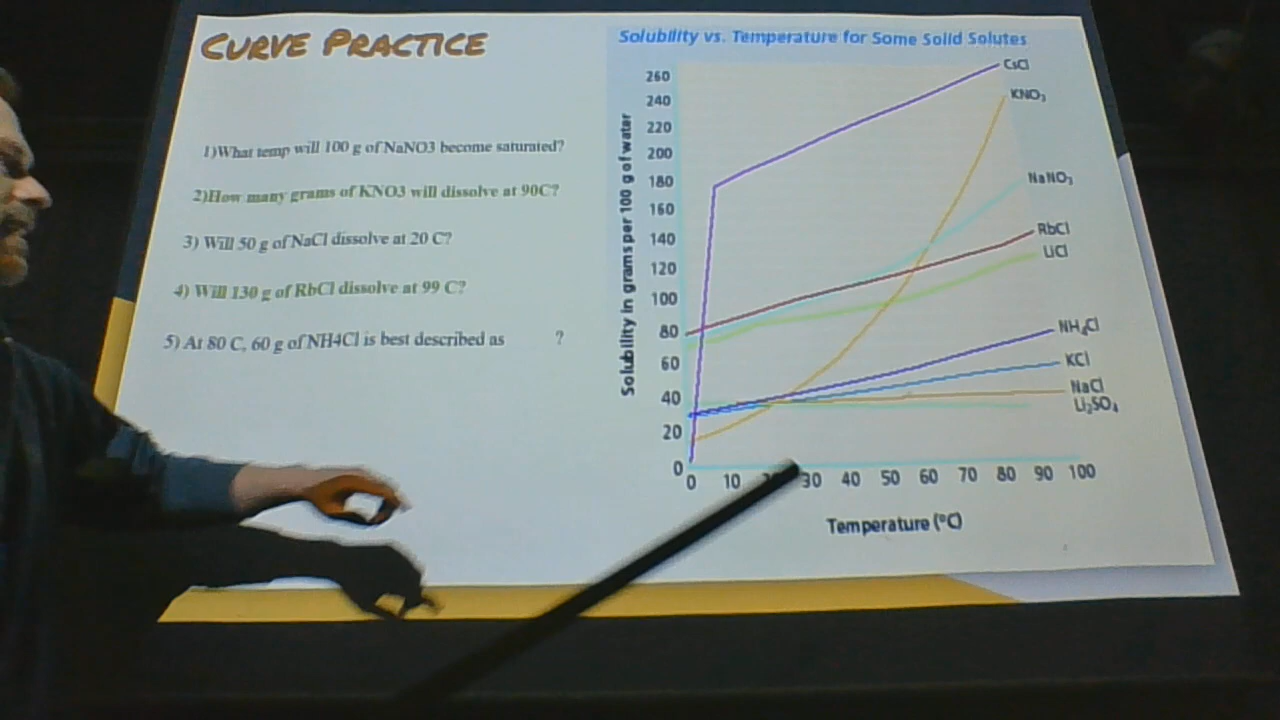 CURVE PRACTICE
1)What temp will 100 g of NaNO3 become saturated?
2)How many grams of KNO3 will dissolve at 90C?
3) Will 50 g of NaCl dissolve at 20 C?
4) Will 130 g of RbCl dissolve at 99 C?
5) At 80 C, 60 g of NH4Cl is best described as ?
Solubility vs. Temperature for Some Solid Solutes
Solubility in grams per 100 g of water
260
240
220
200
180
160
140
120
100
80
60
40
20
0
CsCl
KNO₃
NaNO₃
RbCl
LiCl
NH₄Cl
KCl
NaCl
Li₂SO₄
0 10 30 40 50 60 70 80 90 100
Temperature (°C)